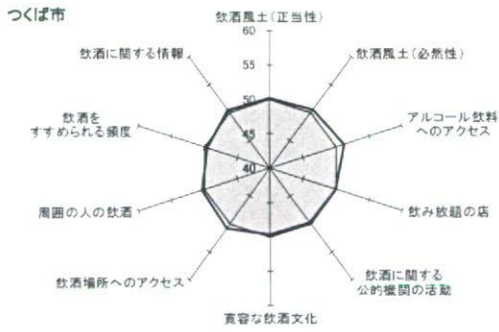 つくば市
飲酒風土(正当性)
60
55
50
45
40
飲酒風土(必然性)
アルコール飲料
へのアクセス
飲み放題の店
飲酒に関する
公的機関の活動
寛容な飲酒文化
飲酒場所へのアクセス
周囲の人の飲酒
飲酒を
すすめられる頻度
飲酒に関する情報